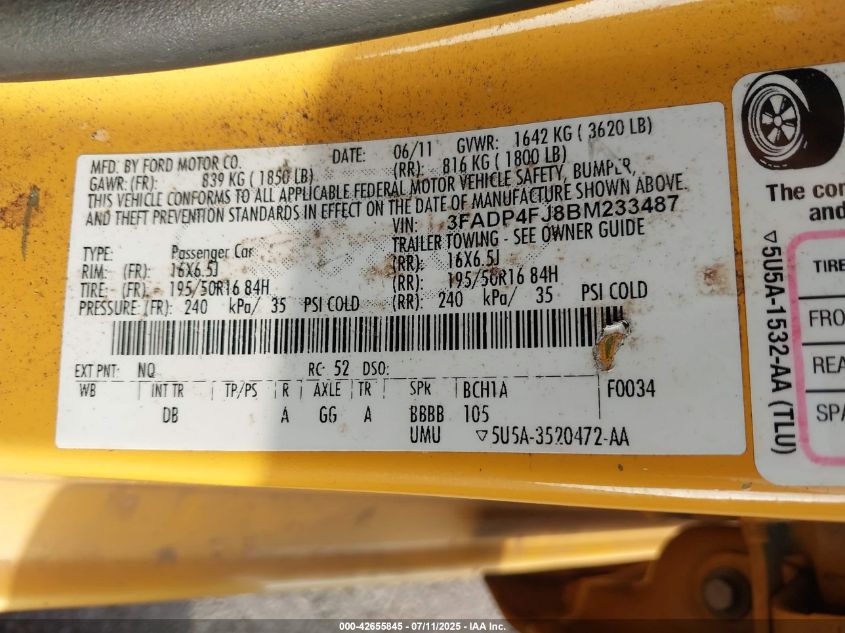 MFD. BY FORD MOTOR CO.
DATE: 06/11 GVWR: 1642 KG ( 3620 LB)
GAWR: (FR): 839 KG ( 1850 LB) (RR): 816 KG ( 1800 LB)
THIS VEHICLE CONFORMS TO ALL APPLICABLE FEDERAL MOTOR VEHICLE SAFETY, BUMPER,
AND THEFT PREVENTION STANDARDS IN EFFECT ON THE DATE OF MANUFACTURE SHOWN ABOVE.
VIN: 3FADP4FJ8BM233487
TYPE: Passenger Car TRAILER TOWING - SEE OWNER GUIDE
RIM: (FR): 16X6.5J (RR): 16X6.5J
TIRE: (FR): 195/50R16 84H (RR): 195/50R16 84H
PRESSURE (FR): 240 kPa/ 35 PSI COLD (RR): 240 kPa/ 35 PSI COLD
EXT PNT: NQ RC: 52 DSO:
WB INT TR TP/PS R AXLE TR SPR BCH1A F0034
DB A GG A BBBB 105
UMU ▽5U5A-3520472-AA
The con
and
▽5U5A-1532-AA (TLU)
TIRE
FRO
REA
SPA
000-42655845 - 07/11/2025 - IAA Inc.